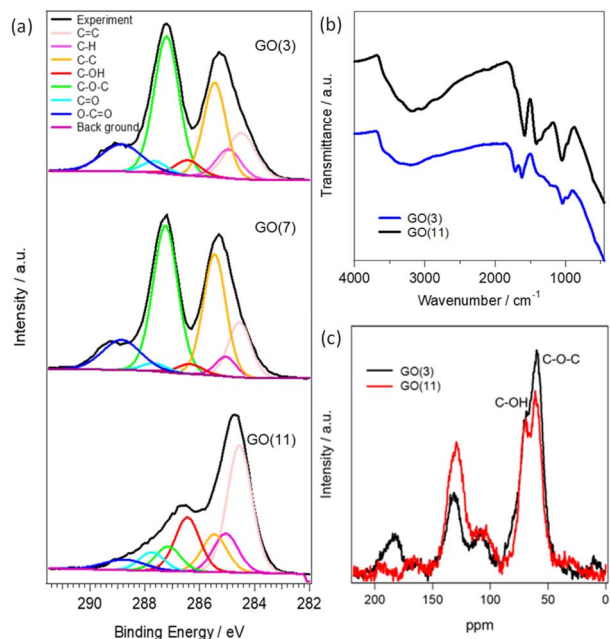 (a)
Experiment
C=C
C-H
C-C
C-OH
C-O-C
C=O
O-C=O
Back ground
GO(3)
GO(7)
GO(11)
Intensity / a.u.
290 288 286 284 282
Binding Energy / eV
(b)
Transmittance / a.u.
GO(3)
GO(11)
4000 3000 2000 1000
Wavenumber / cm⁻¹
(c)
GO(3)
GO(11)
C-O-C
C-OH
Intensity / a.u.
200 150 100 50 0
ppm